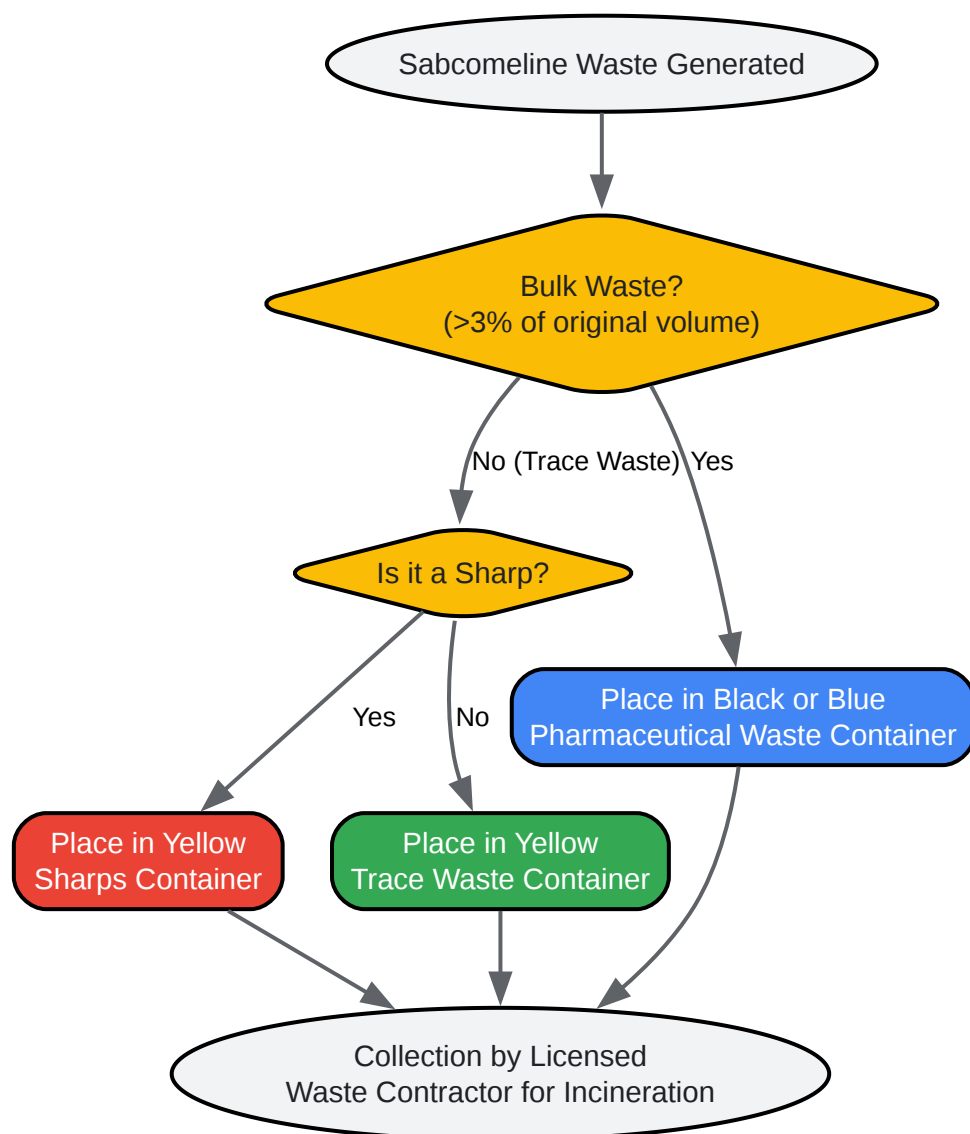 Sabcomeline Waste Generated
Bulk Waste?
(>3% of original volume)
No (Trace Waste)
Yes
Is it a Sharp?
Yes
No
Place in Black or Blue
Pharmaceutical Waste Container
Place in Yellow
Sharps Container
Place in Yellow
Trace Waste Container
Collection by Licensed
Waste Contractor for Incineration